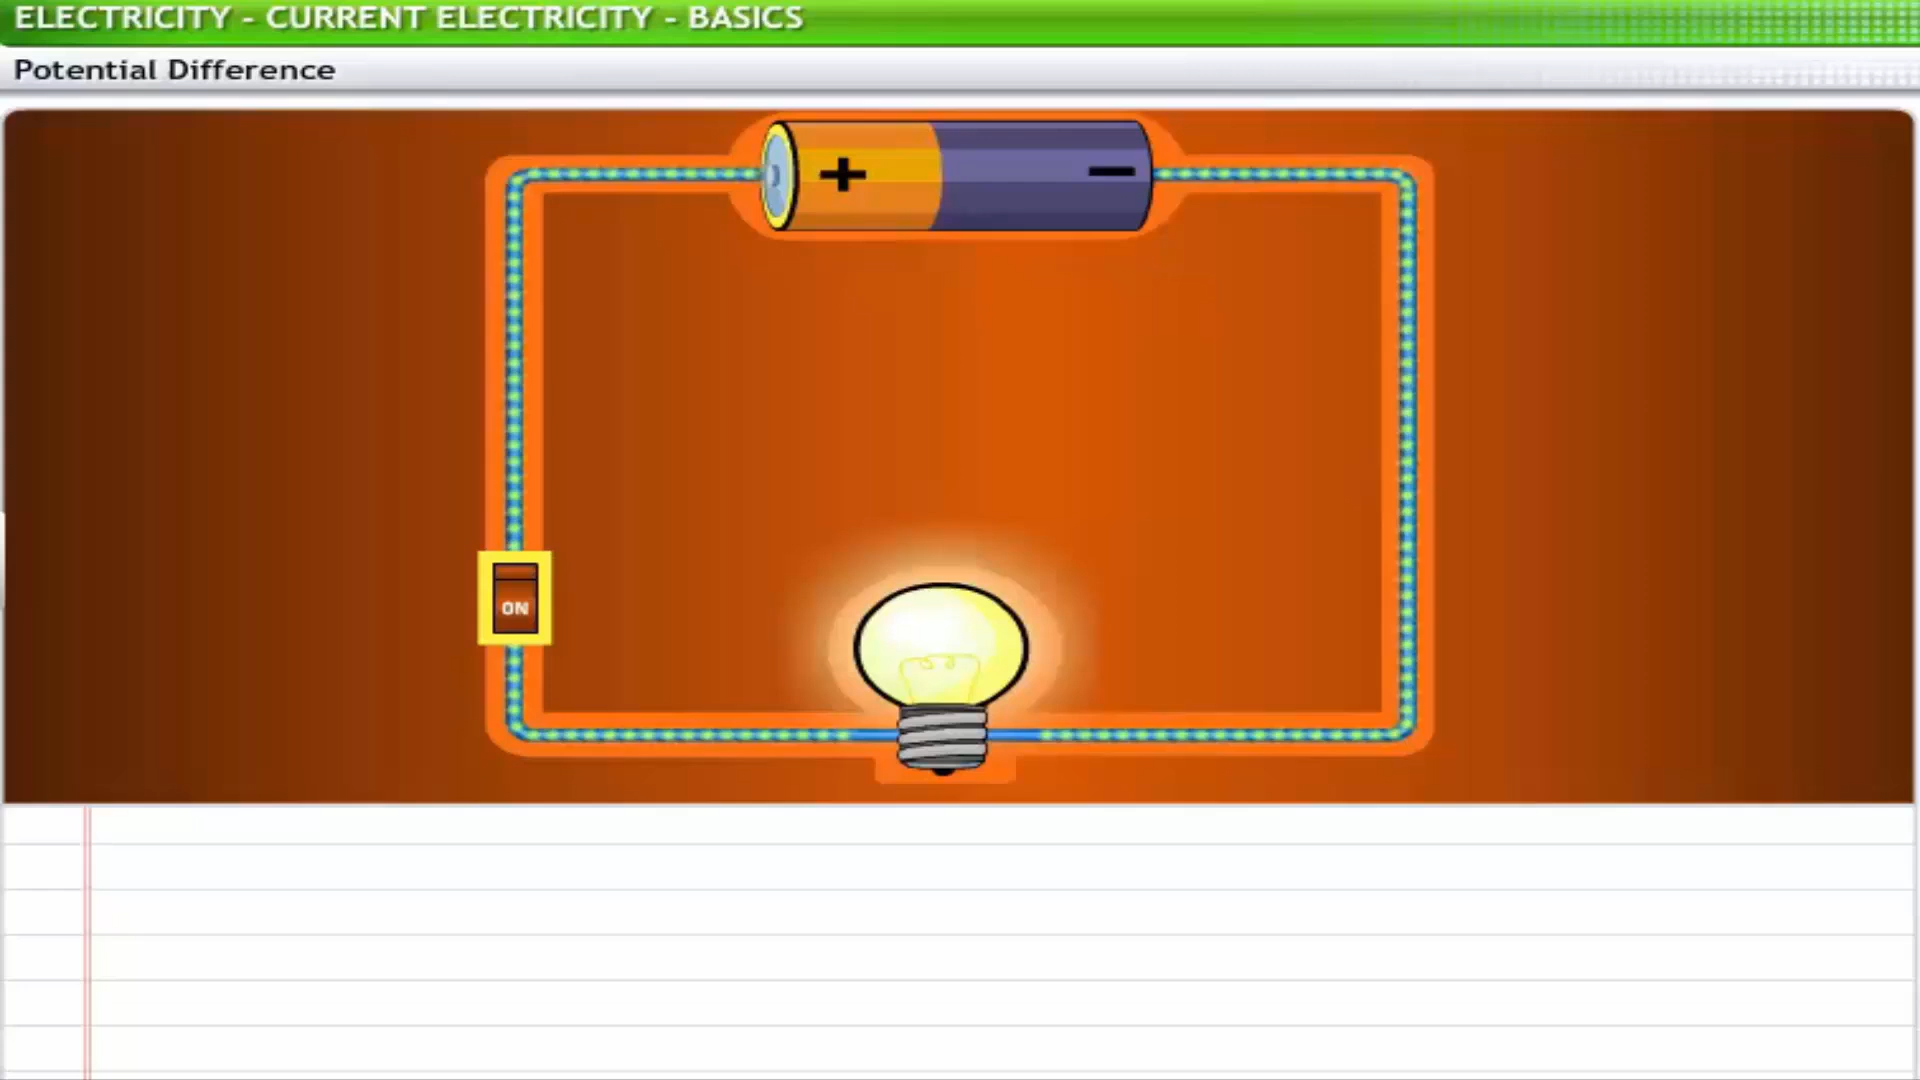 ELECTRICITY - CURRENT ELECTRICITY - BASICS
Potential Difference
+ −
ON